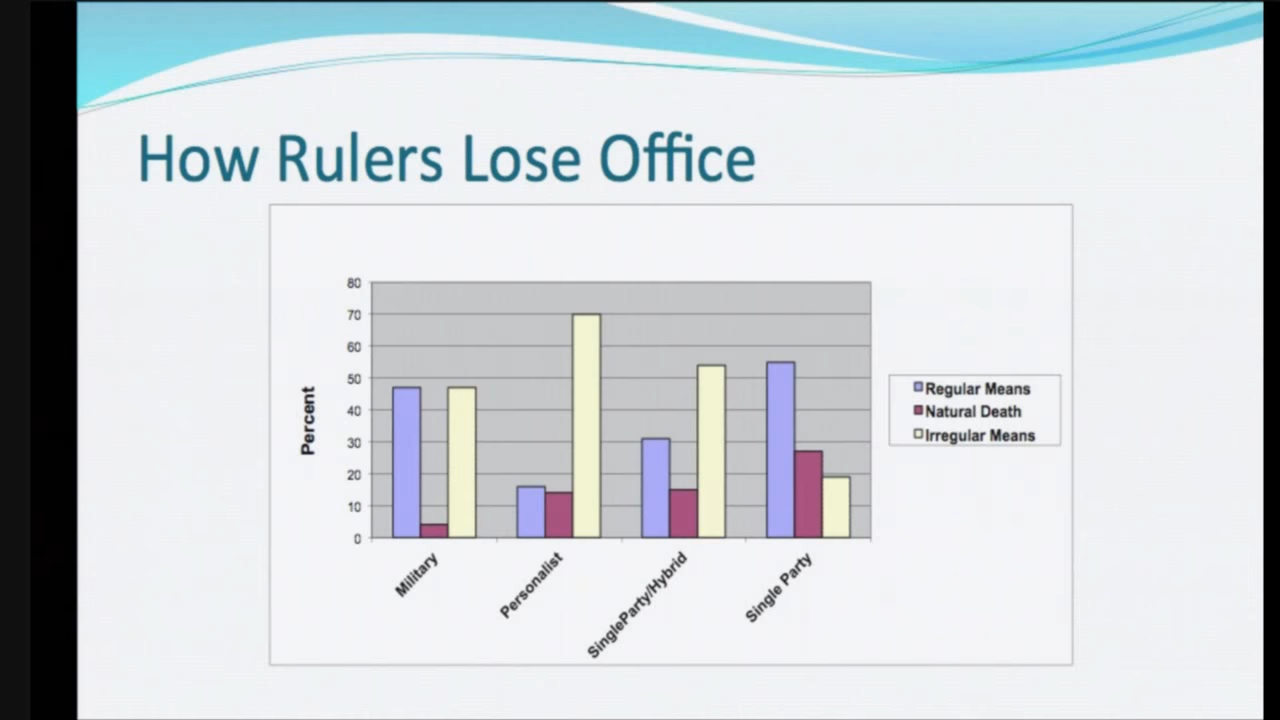 How Rulers Lose Office
80
70
60
50
40
30
20
10
0
Percent
Military
Personalist
SingleParty/Hybrid
Single Party
Regular Means
Natural Death
Irregular Means